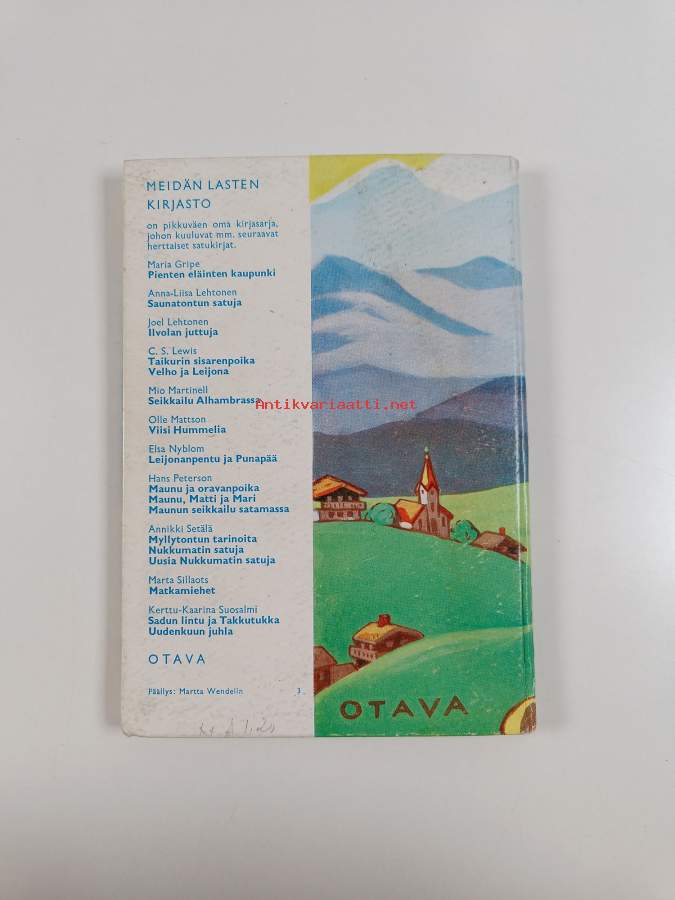 MEIDÄN LASTEN
KIRJASTO
on pikkuväen oma kirjasarja,
johon kuuluvat mm. seuraavat
herttaiset satukirjat.
Maria Gripe
Pienten eläinten kaupunki
Anna-Liisa Lehtonen
Saunatontun satuja
Joel Lehtonen
Ilvolan juttuja
C. S. Lewis
Taikurin sisarenpoika
Velho ja Leijona
Mio Martinell
Seikkailu Alhambrassa
Olle Mattson
Viisi Hummelia
Elsa Nyblom
Leijonanpentu ja Punapää
Hans Peterson
Maunu ja oravanpoika
Maunu, Matti ja Mari
Maunun seikkailu satamassa
Annikki Setälä
Myllytontun tarinoita
Nukkumatin satuja
Uusia Nukkumatin satuja
Marta Sillaots
Matkamiehet
Kerttu-Kaarina Suosalmi
Sadun lintu ja Takkutukka
Uudenkuun juhla
OTAVA
Päällys: Martta Wendelin 3
OTAVA
Antikvariaatti.net